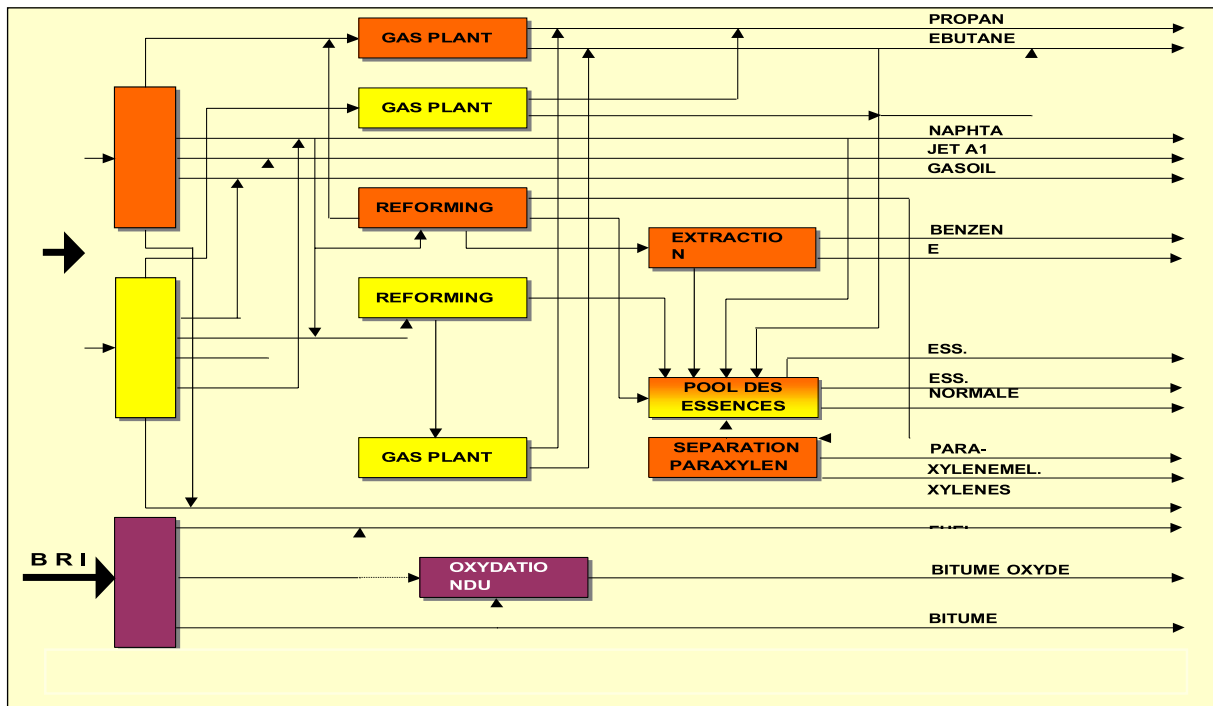 PROPAN
GAS PLANT
EBUTANE
GAS PLANT
NAPHTA
JET A1
GASOIL
REFORMING
BENZEN
EXTRACTIO
N
E
REFORMING
ESS.
ESS.
POOL DES
NORMALE
ESSENCES
SEPARATION
PARA-
GAS PLANT
PARAXYLEN
XYLENEMEL.
XYLENES
B R I
OXYDATIO
NDU
BITUME OXYDE
BITUME